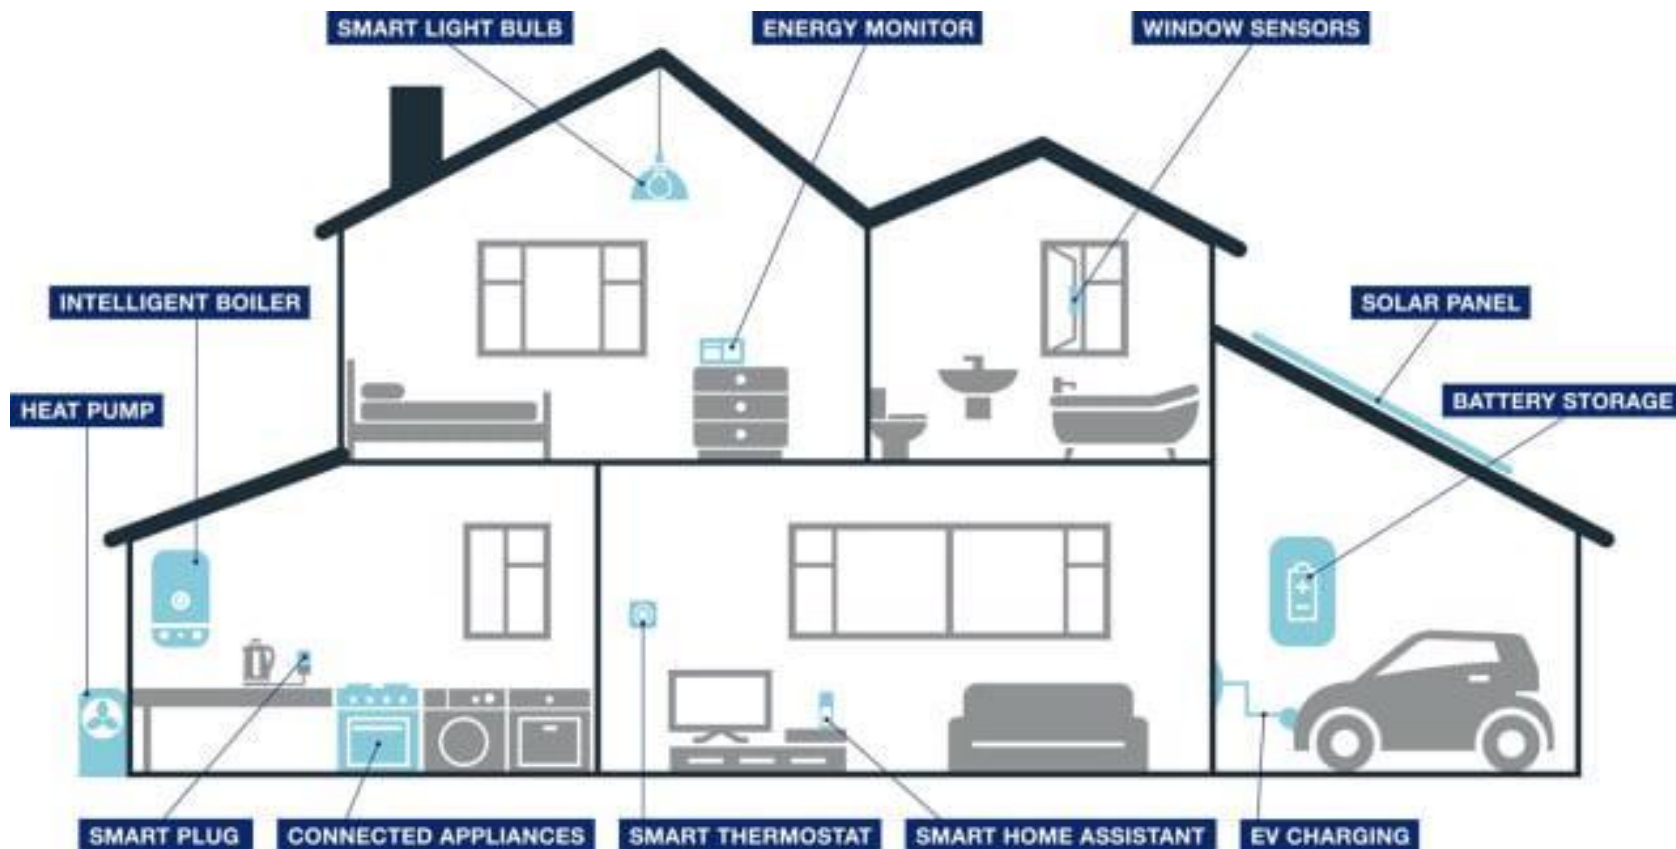 SMART LIGHT BULB
ENERGY MONITOR
WINDOW SENSORS
INTELLIGENT BOILER
SOLAR PANEL
HEAT PUMP
BATTERY STORAGE
SMART PLUG
CONNECTED APPLIANCES
SMART THERMOSTAT
SMART HOME ASSISTANT
EV CHARGING